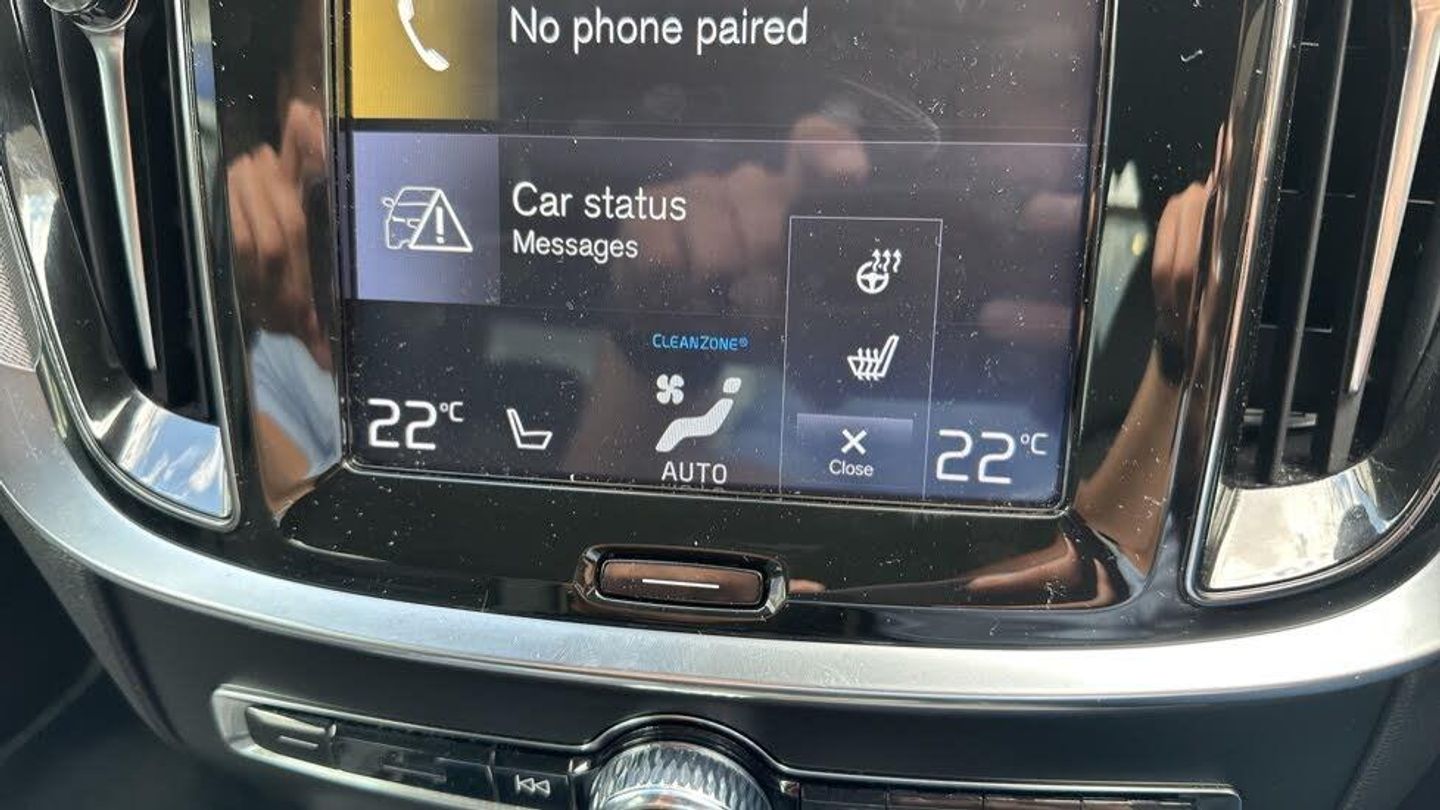 No phone paired
Car status
Messages
CLEANZONE®
22°C
AUTO
Close
22°C